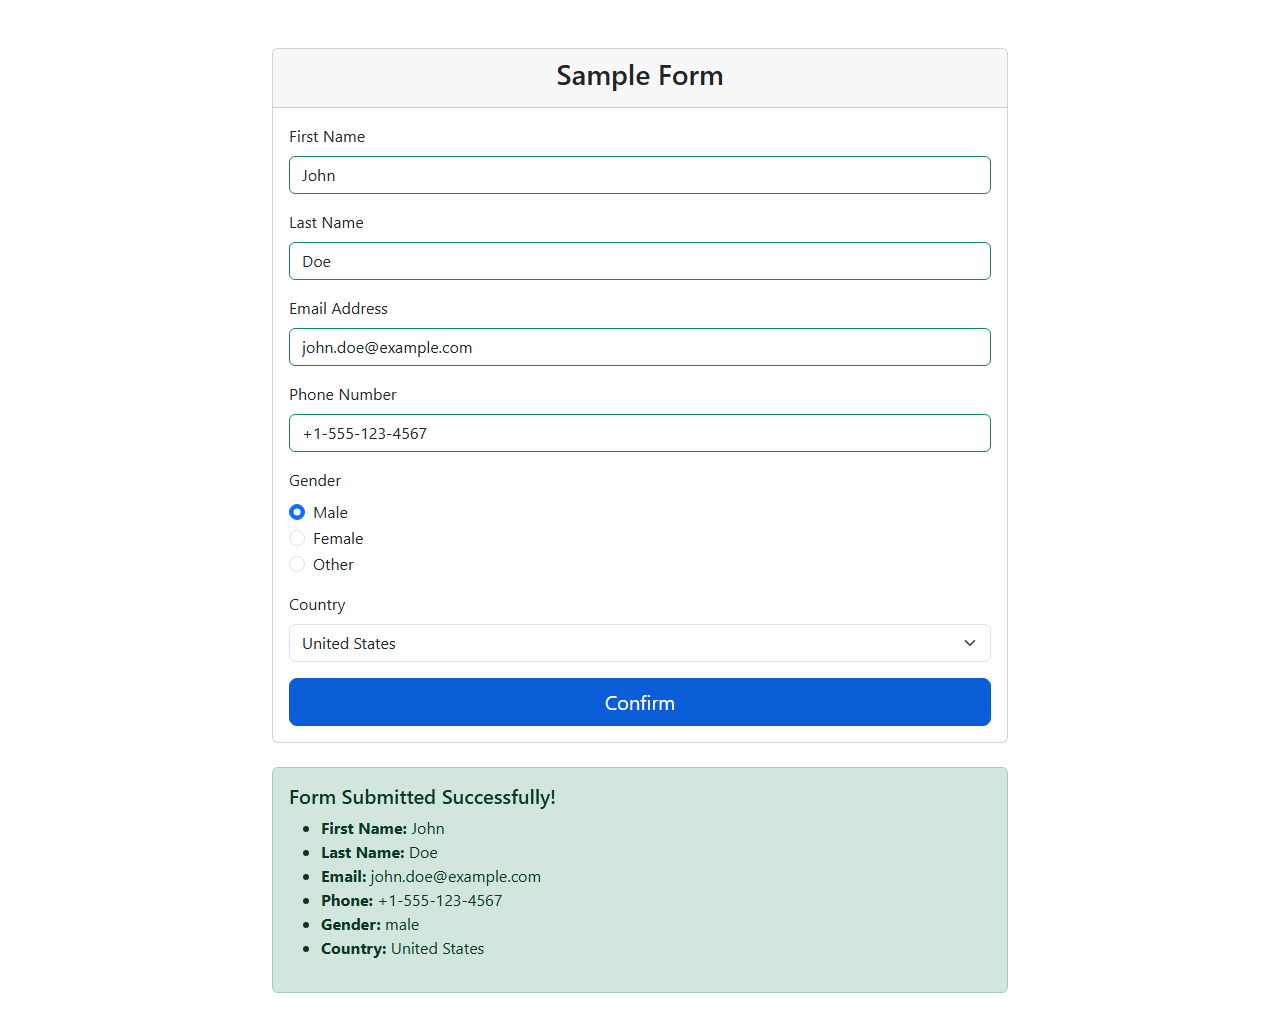 Sample Form
First Name
John
Last Name
Doe
Email Address
john.doe@example.com
Phone Number
+1-555-123-4567
Gender
Male
Female
Other
Country
United States
Confirm
Form Submitted Successfully!
First Name: John
Last Name: Doe
Email: john.doe@example.com
Phone: +1-555-123-4567
Gender: male
Country: United States